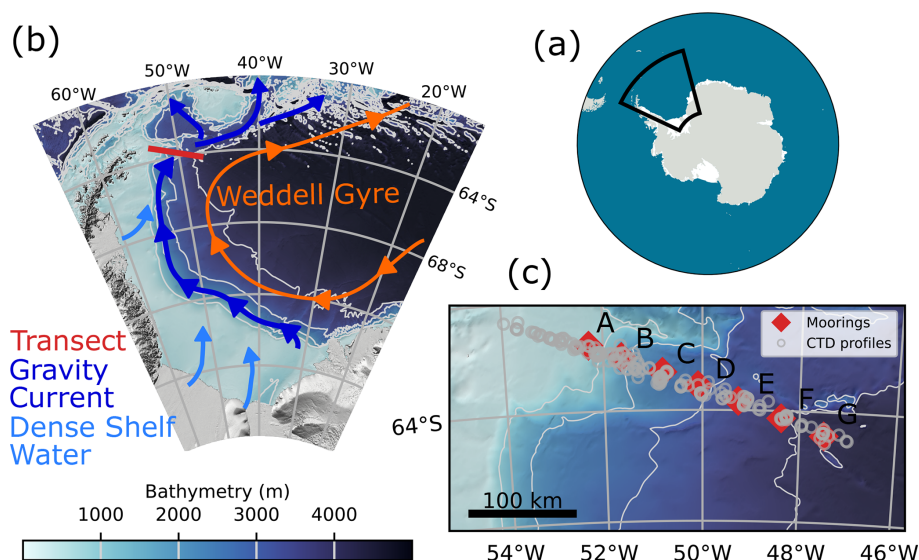 (b)
(a)
60°W
50°W
40°W
30°W
20°W
64°S
68°S
Weddell Gyre
Transect
Gravity
Current
Dense Shelf
Water
Bathymetry (m)
1000
2000
3000
4000
(c)
A
B
C
D
E
F
G
Moorings
CTD profiles
64°S
100 km
54°W
52°W
50°W
48°W
46°W